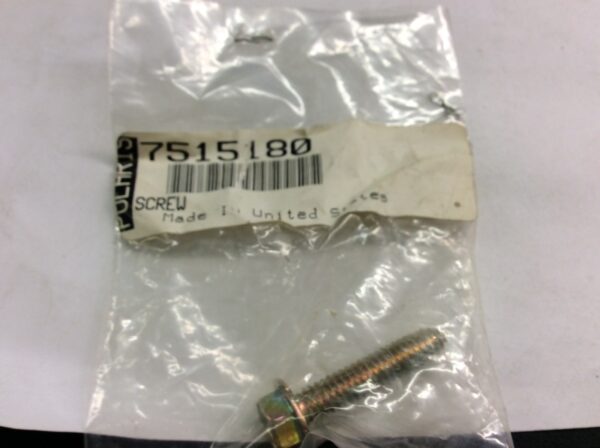 POLARIS
7515180
SCREW
Made In United States